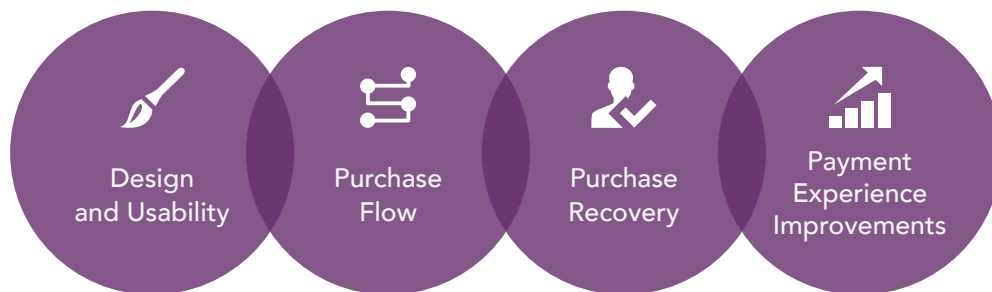 Design
and Usability
Purchase
Flow
Purchase
Recovery
Payment
Experience
Improvements